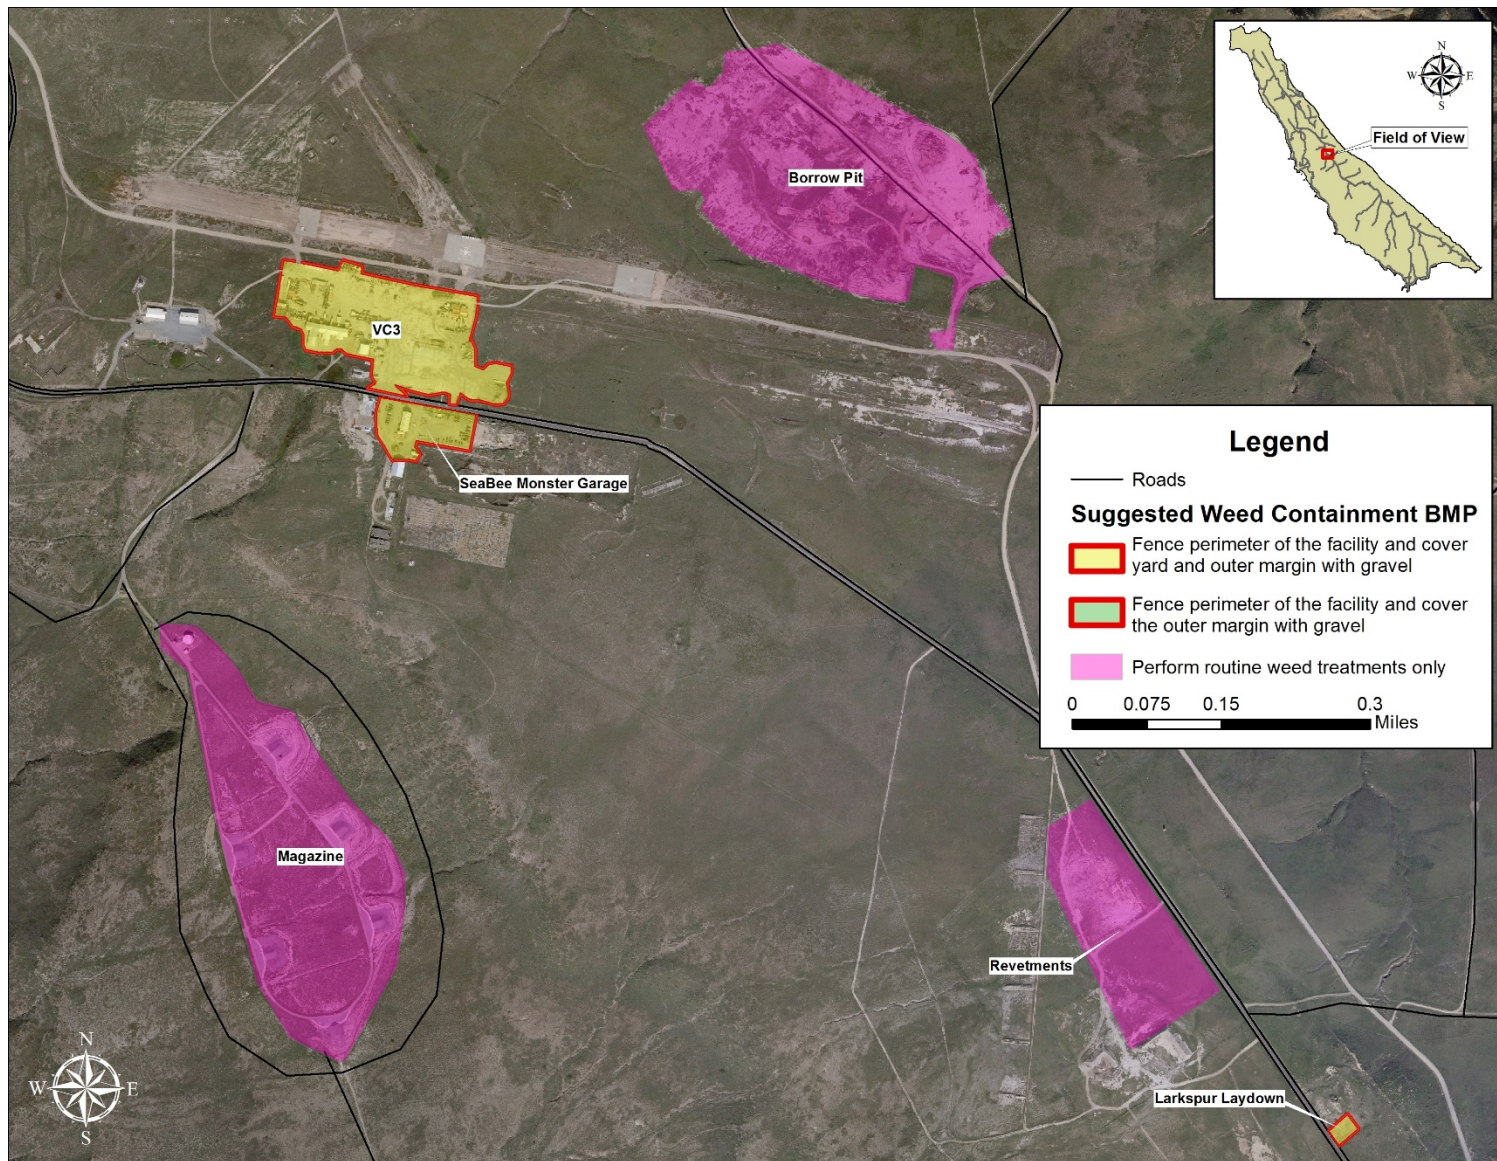 N
W E
S
Field of View
Borrow Pit
VC3
SeaBee Monster Garage
Legend
Roads
Suggested Weed Containment BMP
Fence perimeter of the facility and cover
yard and outer margin with gravel
Fence perimeter of the facility and cover
the outer margin with gravel
Perform routine weed treatments only
0 0.075 0.15 0.3
Miles
Magazine
Revetments
Larkspur Laydown
N
W E
S